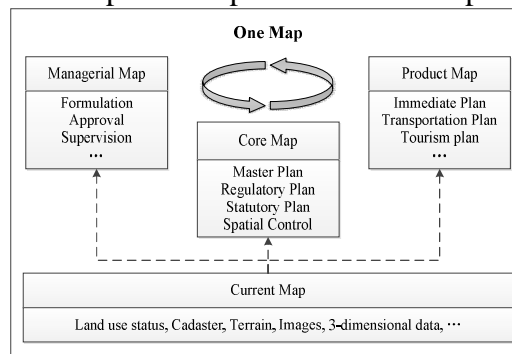 One Map
Managerial Map
Formulation
Approval
Supervision
…
Product Map
Immediate Plan
Transportation Plan
Tourism plan
…
Core Map
Master Plan
Regulatory Plan
Statutory Plan
Spatial Control
Current Map
Land use status, Cadaster, Terrain, Images, 3-dimensional data, …